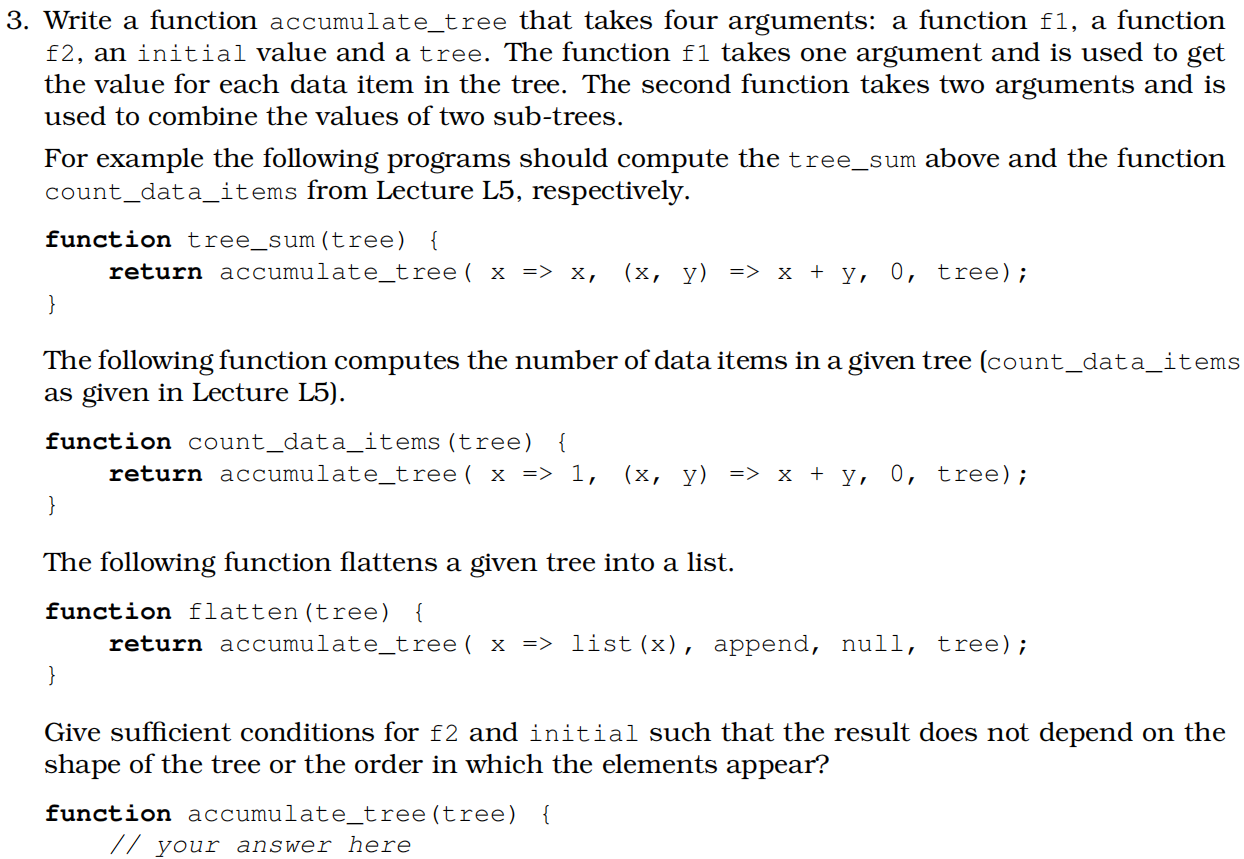 3. Write a function accumulate_tree that takes four arguments: a function f1, a function
f2, an initial value and a tree. The function f1 takes one argument and is used to get
the value for each data item in the tree. The second function takes two arguments and is
used to combine the values of two sub-trees.
For example the following programs should compute the tree_sum above and the function
count_data_items from Lecture L5, respectively.
function tree_sum(tree) {
    return accumulate_tree( x => x, (x, y) => x + y, 0, tree);
}
The following function computes the number of data items in a given tree (count_data_items
as given in Lecture L5).
function count_data_items(tree) {
    return accumulate_tree( x => 1, (x, y) => x + y, 0, tree);
}
The following function flattens a given tree into a list.
function flatten(tree) {
    return accumulate_tree( x => list(x), append, null, tree);
}
Give sufficient conditions for f2 and initial such that the result does not depend on the
shape of the tree or the order in which the elements appear?
function accumulate_tree(tree) {
    // your answer here